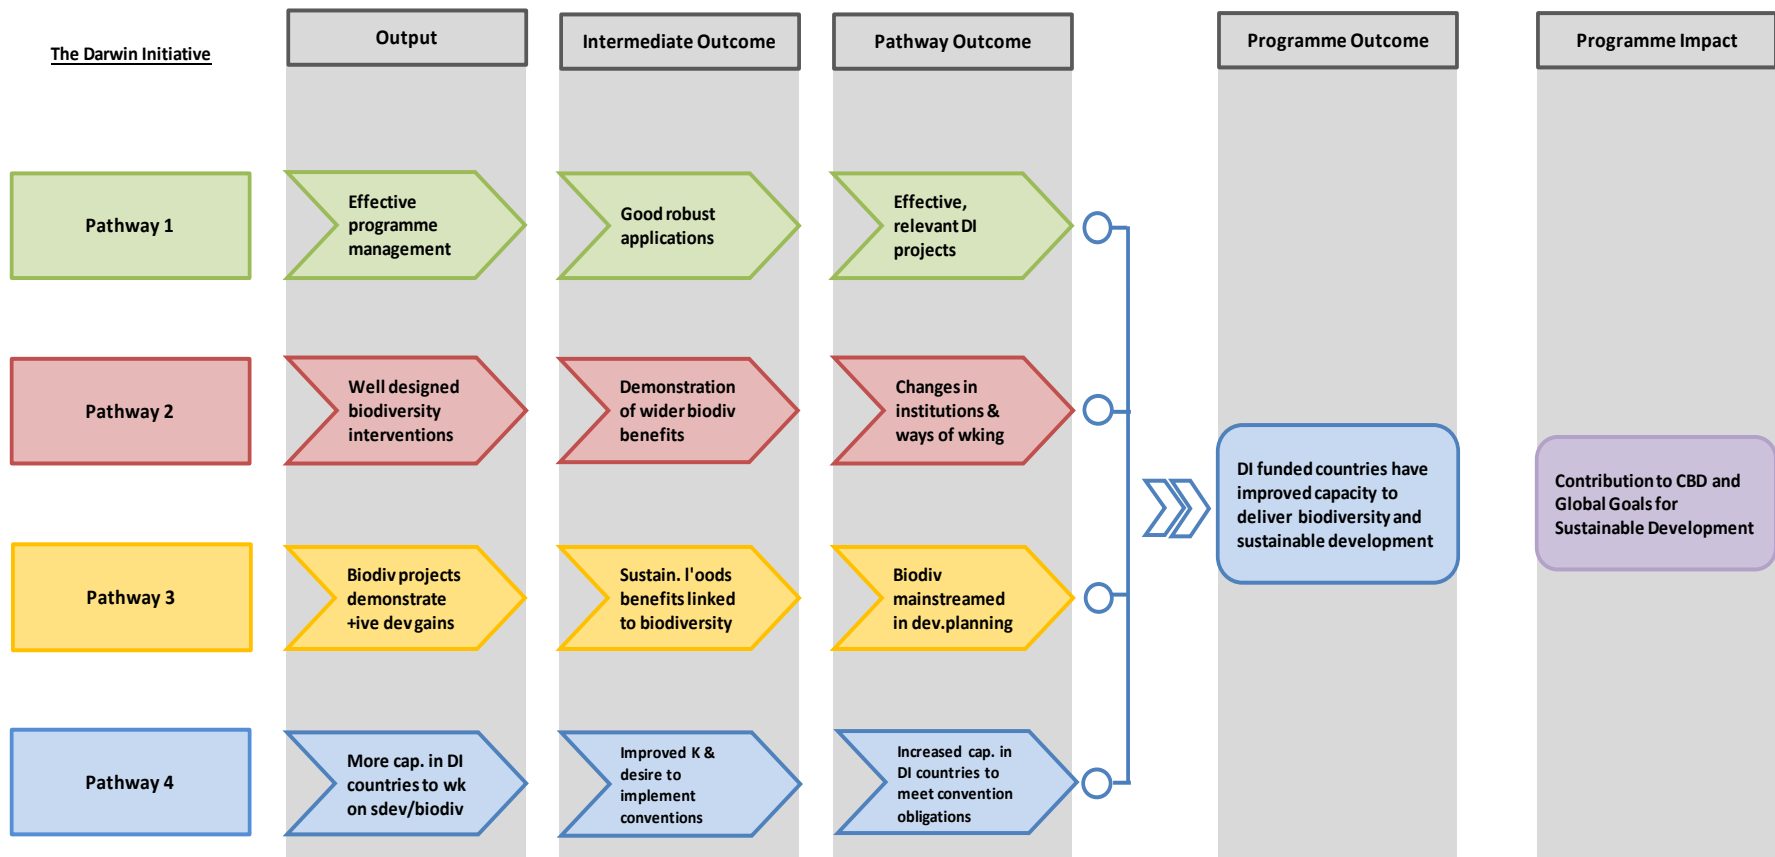 The Darwin Initiative
Output
Intermediate Outcome
Pathway Outcome
Programme Outcome
Programme Impact
Pathway 1
Effective
programme
management
Good robust
applications
Effective,
relevant DI
projects
Pathway 2
Well designed
biodiversity
interventions
Demonstration
of wider biodiv
benefits
Changes in
institutions &
ways of wking
DI funded countries have
improved capacity to
deliver biodiversity and
sustainable development
Contribution to CBD and
Global Goals for
Sustainable Development
Pathway 3
Biodiv projects
demonstrate
+ive dev gains
Sustain. l'oods
benefits linked
to biodiversity
Biodiv
mainstreamed
in dev.planning
Pathway 4
More cap. in DI
countries to wk
on sdev/biodiv
Improved K &
desire to
implement
conventions
Increased cap. in
DI countries to
meet convention
obligations